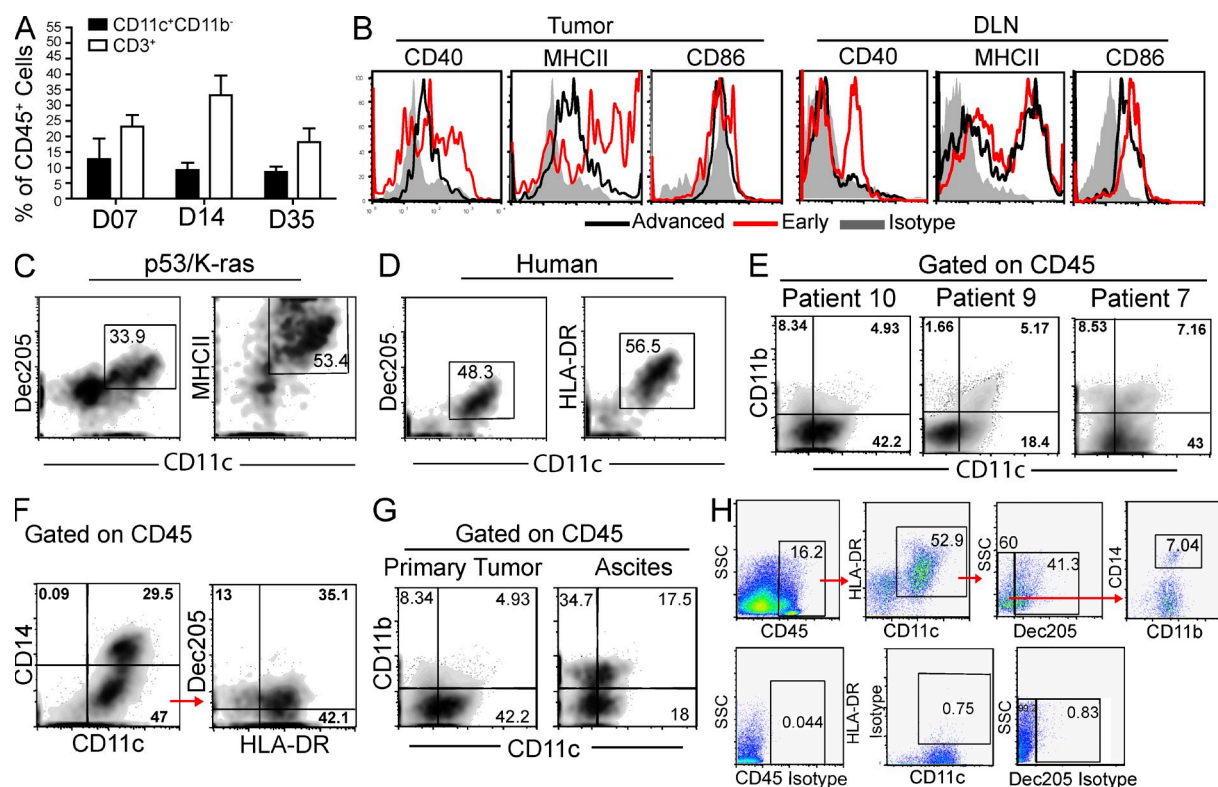 A
CD11c⁺CD11b⁻
CD3⁺
% of CD45⁺ Cells
55
50
45
40
35
30
25
20
15
10
5
0
D07 D14 D35
B
Tumor DLN
CD40 MHCII CD86 CD40 MHCII CD86
100
80
60
40
20
0
Advanced Early Isotype
C
p53/K-ras
Dec205
33.9
MHCII
53.4
CD11c
D
Human
Dec205
48.3
HLA-DR
56.5
CD11c
E
Gated on CD45
Patient 10 Patient 9 Patient 7
CD11b
8.34 4.93 1.66 5.17 8.53 7.16
42.2 18.4 43
CD11c
F
Gated on CD45
CD14
0.09 29.5
47
CD11c
Dec205
13 35.1
42.1
HLA-DR
G
Gated on CD45
Primary Tumor Ascites
CD11b
8.34 4.93 34.7 17.5
42.2 18
CD11c
H
SSC
16.2
CD45
HLA-DR
52.9
CD11c
SSC
60
41.3
Dec205
CD14
7.04
CD11b
SSC
0.044
CD45 Isotype
HLA-DR
Isotype
0.75
CD11c
SSC
0.83
Dec205 Isotype